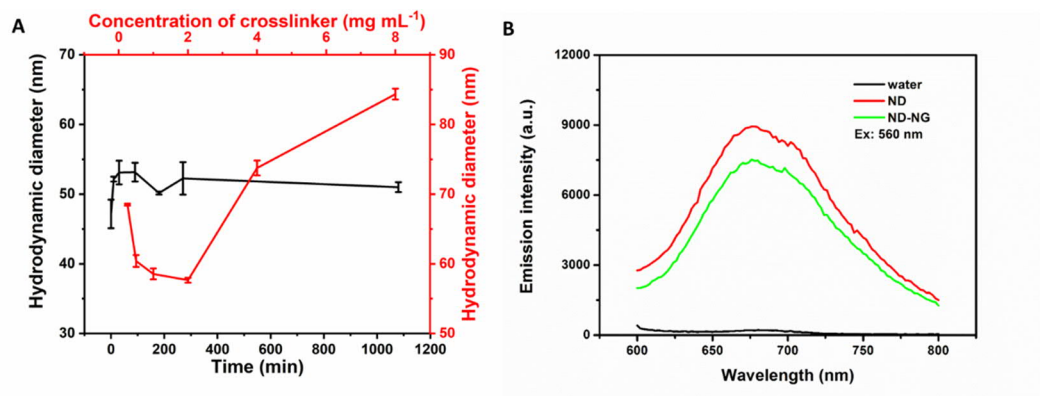 A
Concentration of crosslinker (mg mL-1)
0 2 4 6 8
70
60
50
40
30
Hydrodynamic diameter (nm)
90
80
70
60
50
Hydrodynamic diameter (nm)
0 200 400 600 800 1000 1200
Time (min)
B
12000
9000
6000
3000
0
Emission intensity (a.u.)
water
ND
ND-NG
Ex: 560 nm
600 650 700 750 800
Wavelength (nm)